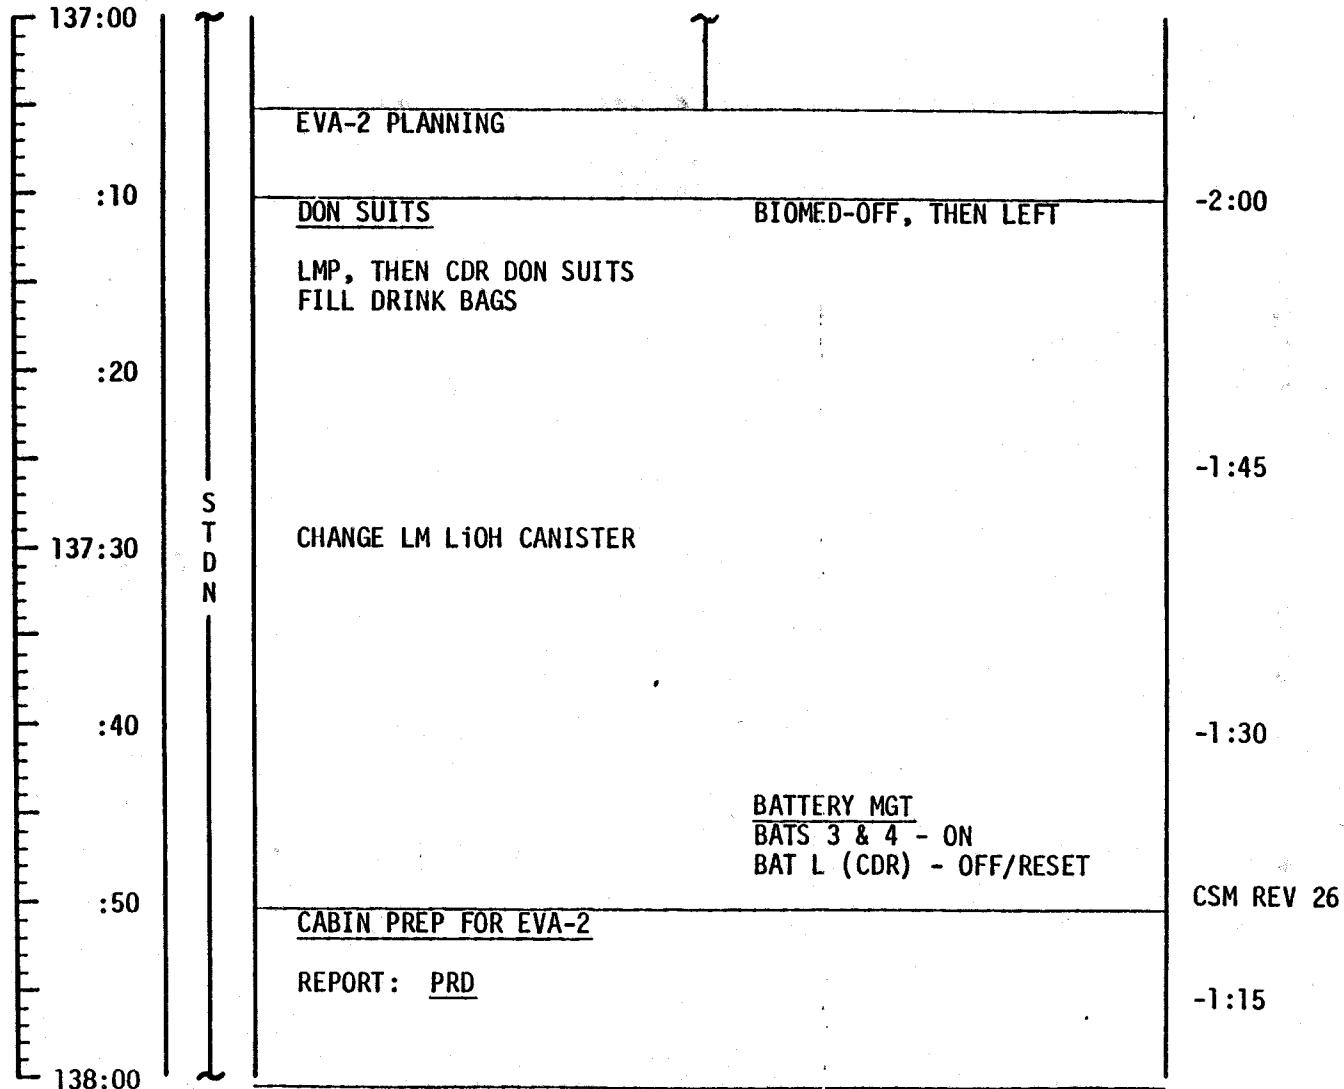 137:00
EVA-2 PLANNING
:10
DON SUITS
BIOMED-OFF, THEN LEFT
-2:00
LMP, THEN CDR DON SUITS
FILL DRINK BAGS
:20
-1:45
STDN
137:30
CHANGE LM LiOH CANISTER
:40
-1:30
BATTERY MGT
BATS 3 & 4 - ON
BAT L (CDR) - OFF/RESET
:50
CSM REV 26
CABIN PREP FOR EVA-2
REPORT: PRD
-1:15
138:00